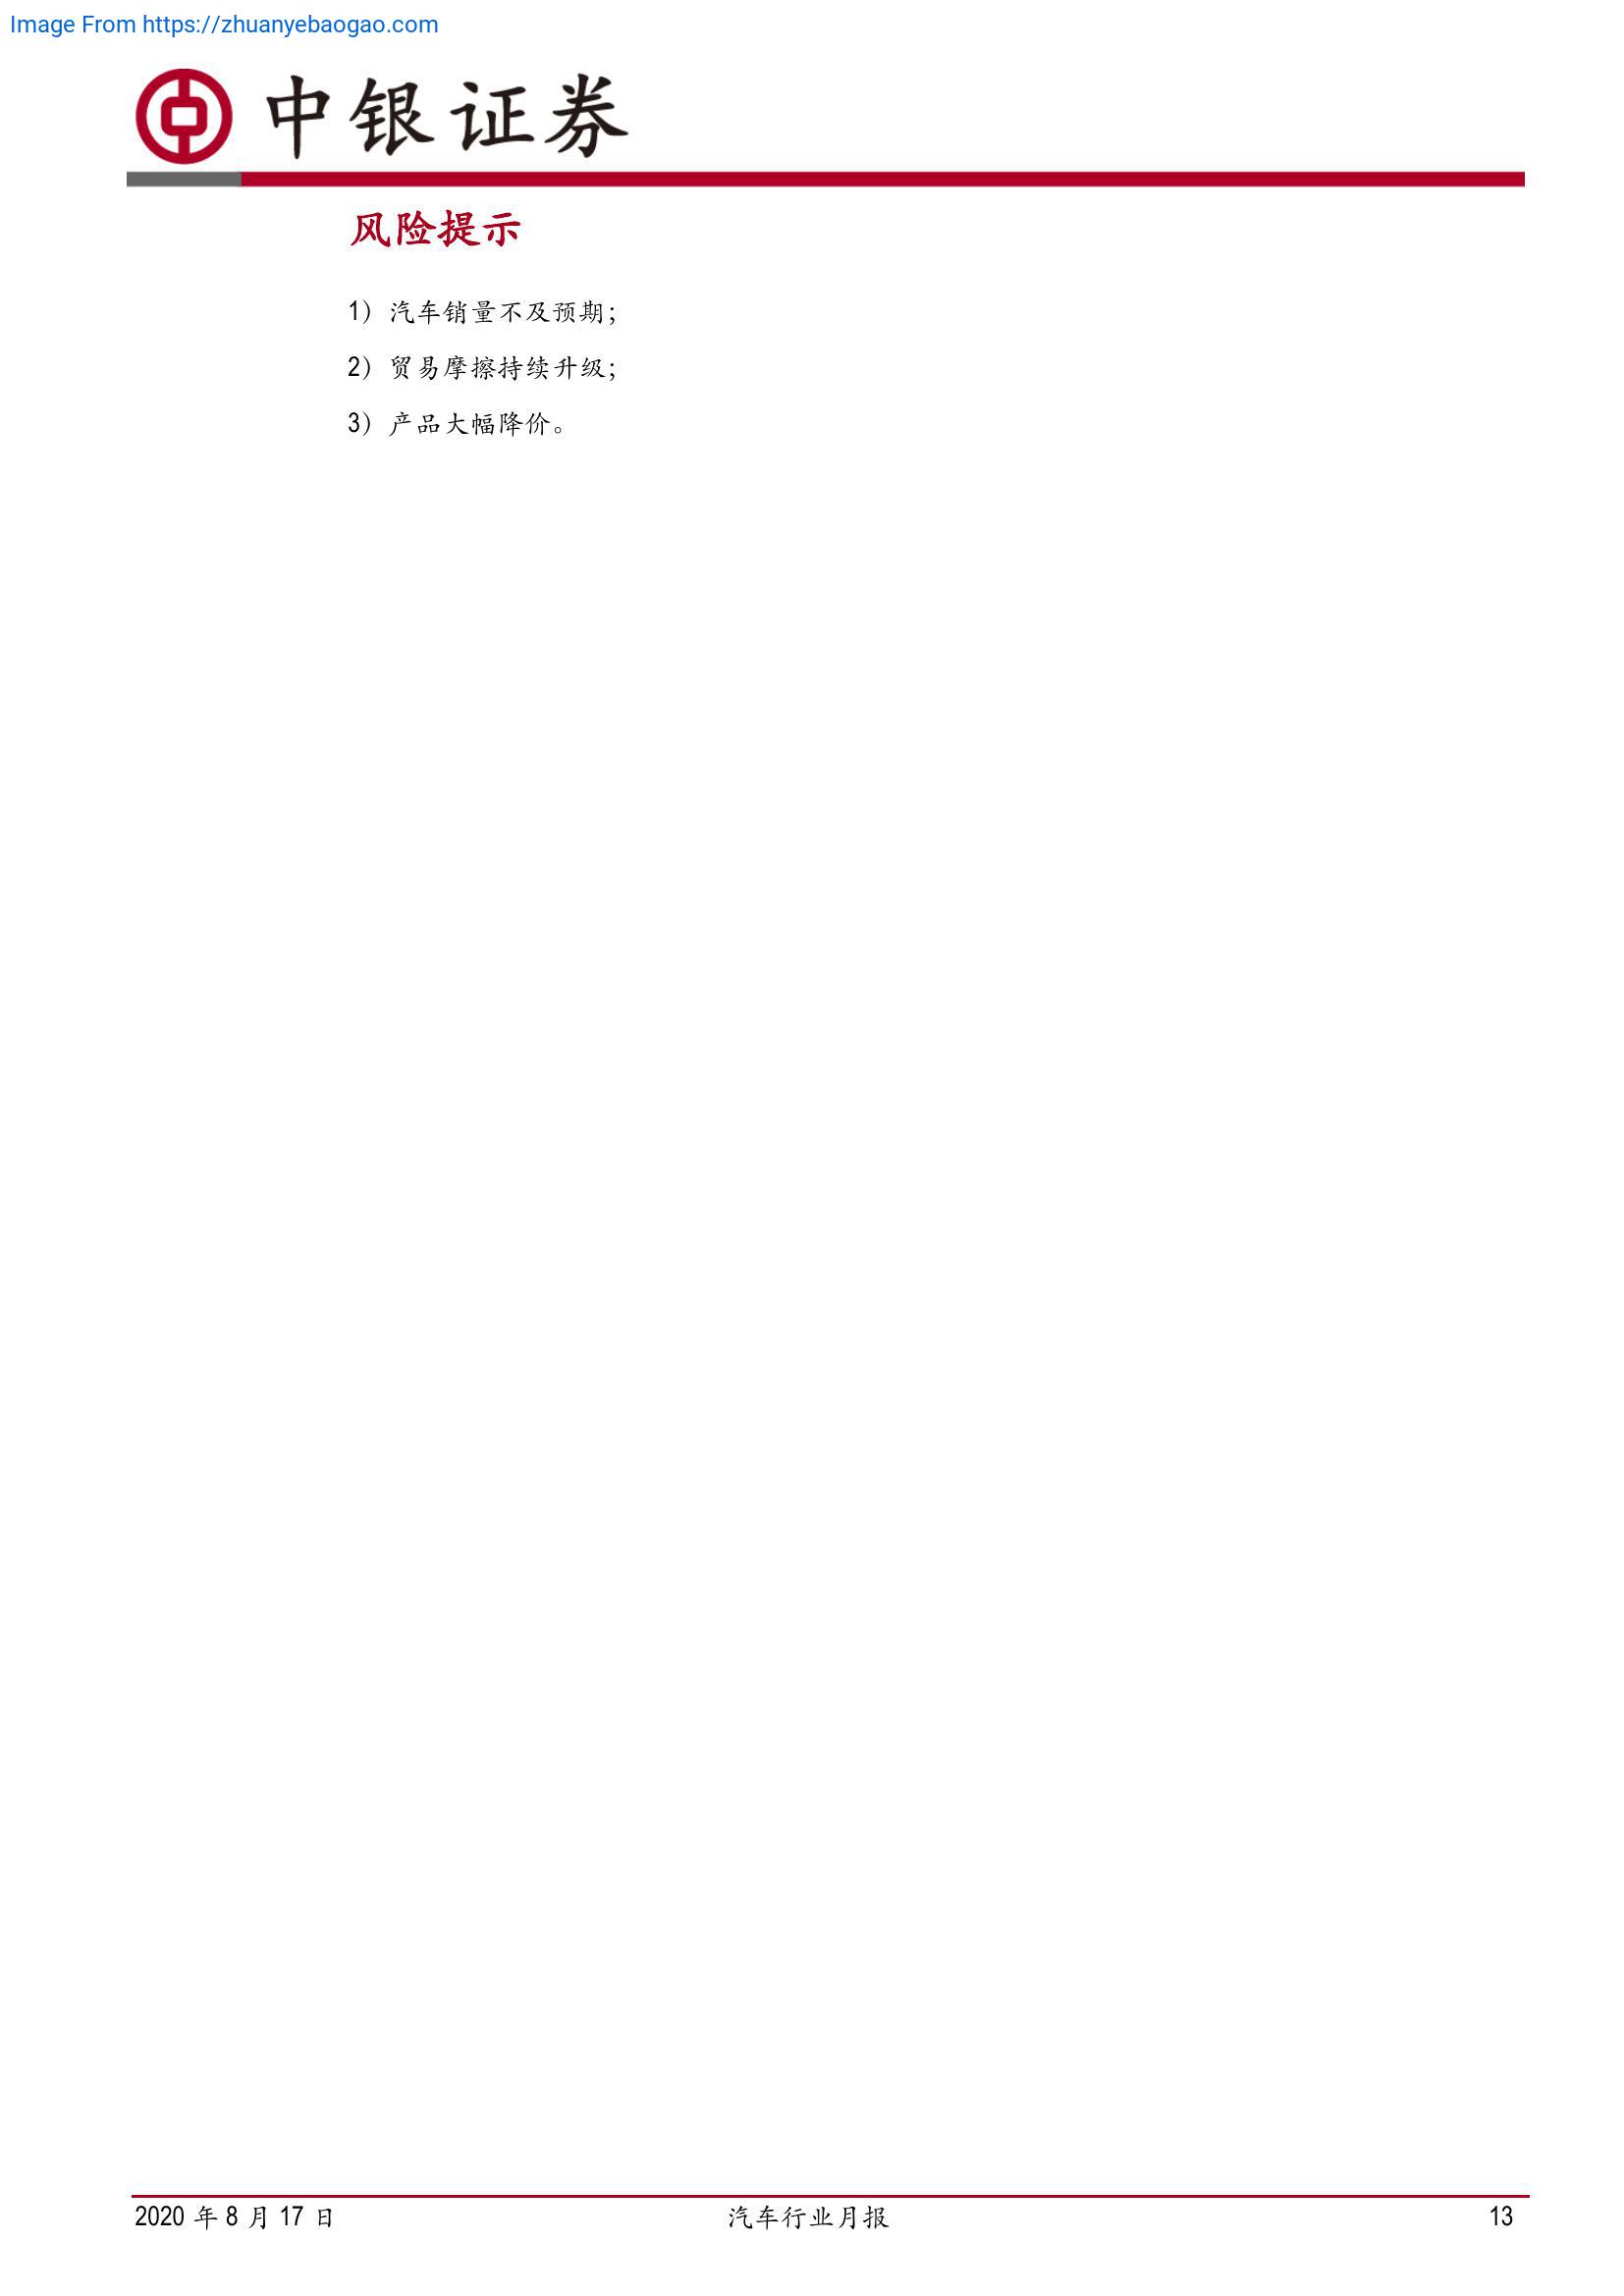 Image From https://zhuanyebaogao.com
中银证券
风险提示
1）汽车销量不及预期；
2）贸易摩擦持续升级；
3）产品大幅降价。
2020 年 8 月 17 日 汽车行业月报 13